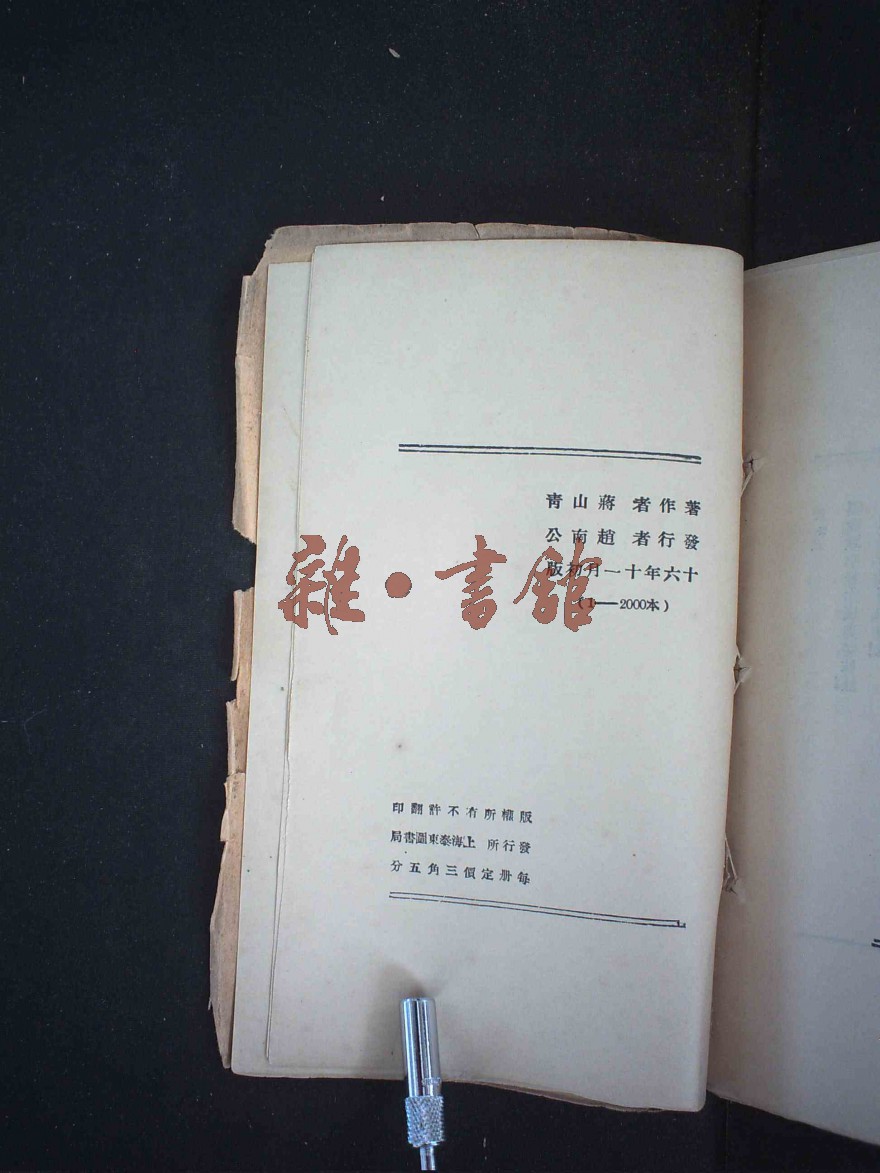 著作者 蔣山青
發行者 趙南公
十六年十一月初版
(1—2000本)
雜·書館
版權所有不許翻印
發行所 上海泰東圖書局
每册定價三角五分